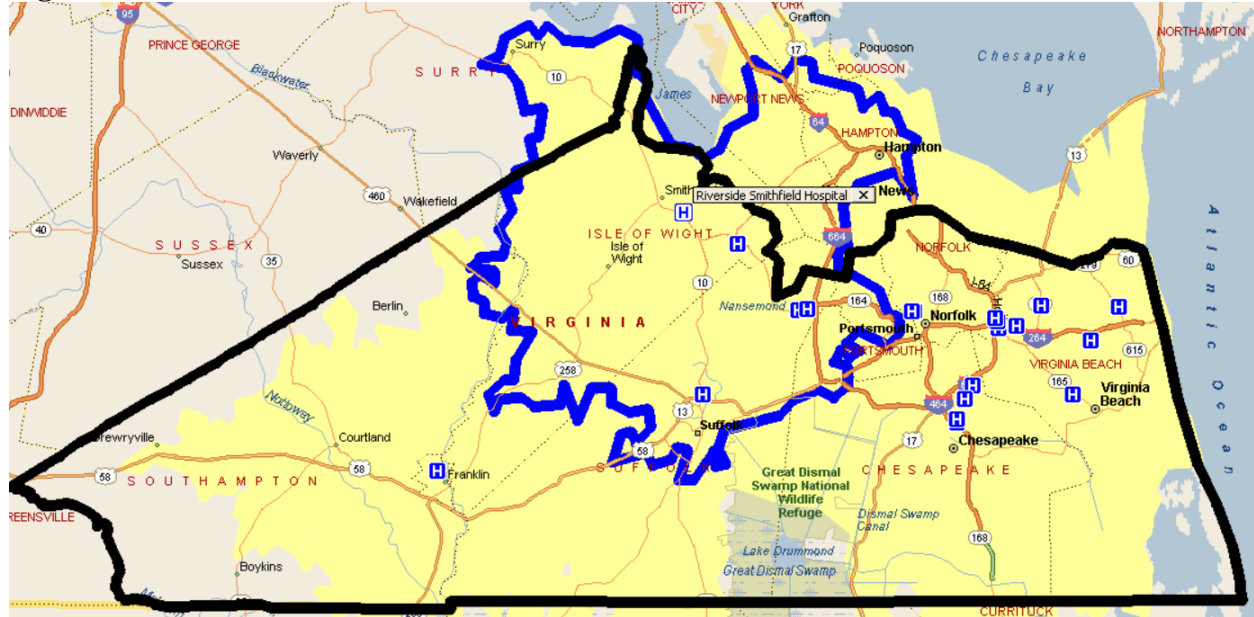 95
YORK
CITY
Grafton
NORTHAMPTON
PRINCE GEORGE
Surry
17
Poquoson
POQUOSON
Chesapeake
Bay
Blackwater
SURRY
10
James
NEWPORT NEWS
DINWIDDIE
64
HAMPTON
Hampton
13
Waverly
460
Wakefield
Smith
Riverside Smithfield Hospital
News
H
40
SUSSEX
Sussex
35
ISLE OF WIGHT
Isle of
Wight
H
664
NORFOLK
60
Atlantic Ocean
Berlin
10
Nansemond
H
164
168
H
Norfolk
H
H
H
H
264
H
VIRGINIA
Portsmouth
PORTSMOUTH
VIRGINIA BEACH
615
258
H
13
Suffolk
464
H
H
H
165
H
Virginia
Beach
Nottoway
Drewryville
Courtland
58
17
Chesapeake
58
SOUTHAMPTON
58
H
Franklin
SUFFOLK
CHESAPEAKE
Great Dismal
Swamp National
Wildlife
Refuge
GREENSVILLE
Dismal Swamp
Canal
168
Boykins
Lake Drummond
Great Dismal Swamp
CURRITUCK